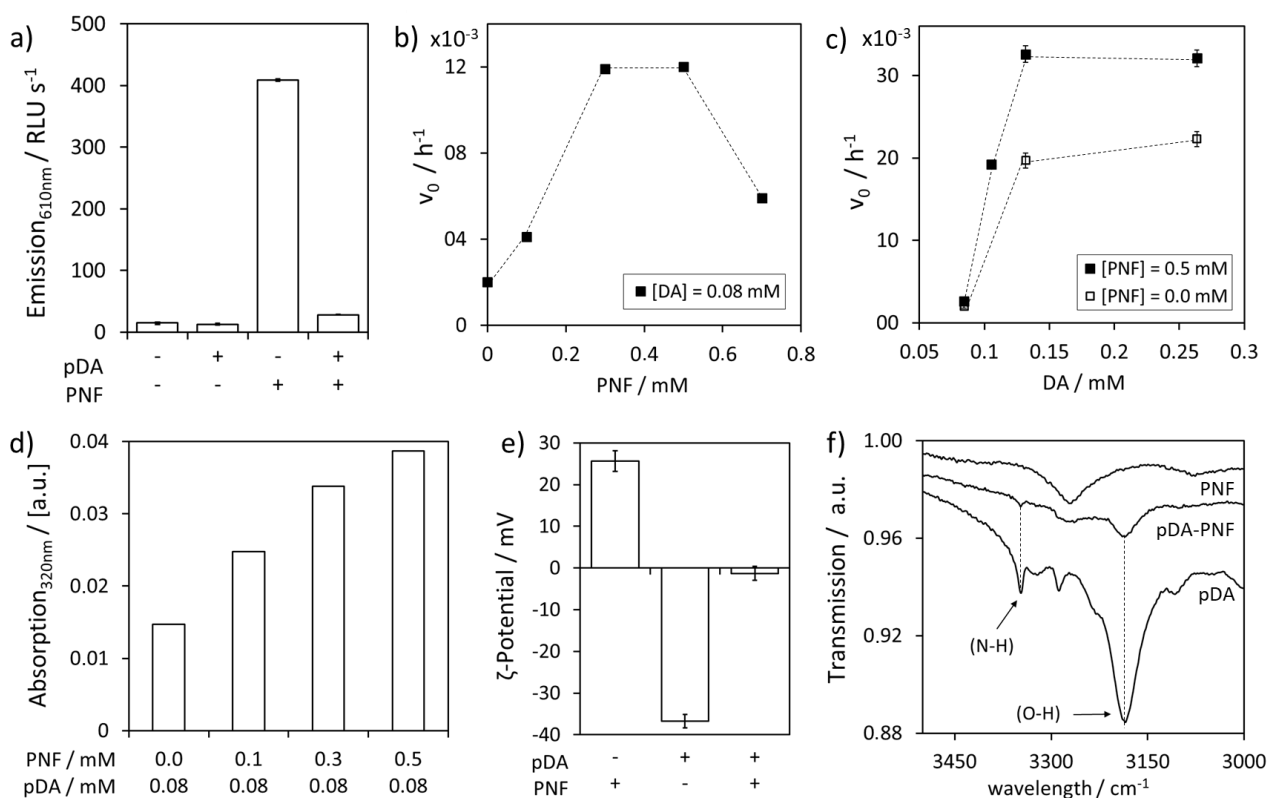 a)
500
400
300
200
100
0
Emission610nm / RLU s-1
pDA - + - +
PNF - - + +
b)
x10-3
12
08
04
0
v0 / h-1
■ [DA] = 0.08 mM
0 0.2 0.4 0.6 0.8
PNF / mM
c)
x10-3
30
20
10
00
v0 / h-1
■ [PNF] = 0.5 mM
□ [PNF] = 0.0 mM
0.05 0.1 0.15 0.2 0.25 0.3
DA / mM
d)
0.04
0.03
0.02
0.01
0
Absorption320nm / [a.u.]
PNF / mM 0.0 0.1 0.3 0.5
pDA / mM 0.08 0.08 0.08 0.08
e)
30
20
10
0
-10
-20
-30
-40
ζ-Potential / mV
pDA - + +
PNF + - +
f)
1.00
0.96
0.92
0.88
Transmission / a.u.
PNF
pDA-PNF
pDA
(N-H)
(O-H)
3450 3300 3150 3000
wavelength / cm-1